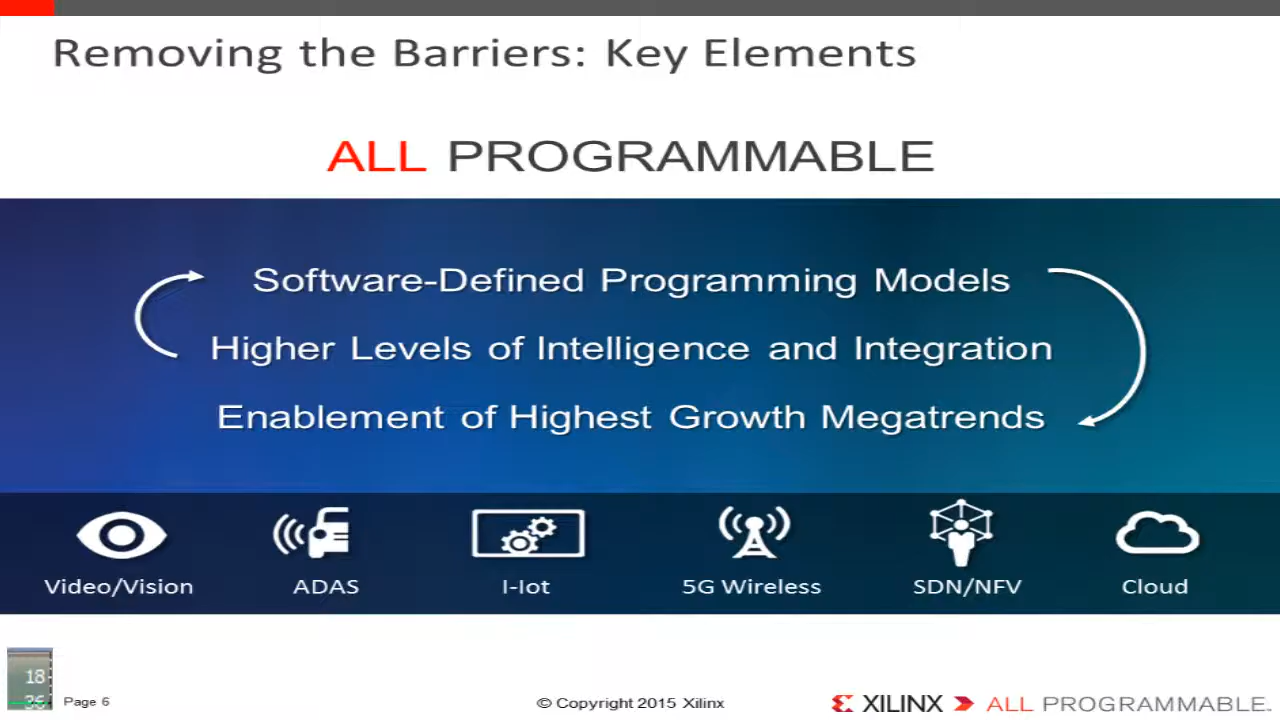 Removing the Barriers: Key Elements
ALL PROGRAMMABLE
Software-Defined Programming Models
Higher Levels of Intelligence and Integration
Enablement of Highest Growth Megatrends
Video/Vision
ADAS
I-Iot
5G Wireless
SDN/NFV
Cloud
18
36
Page 6
© Copyright 2015 Xilinx
XILINX ALL PROGRAMMABLE™